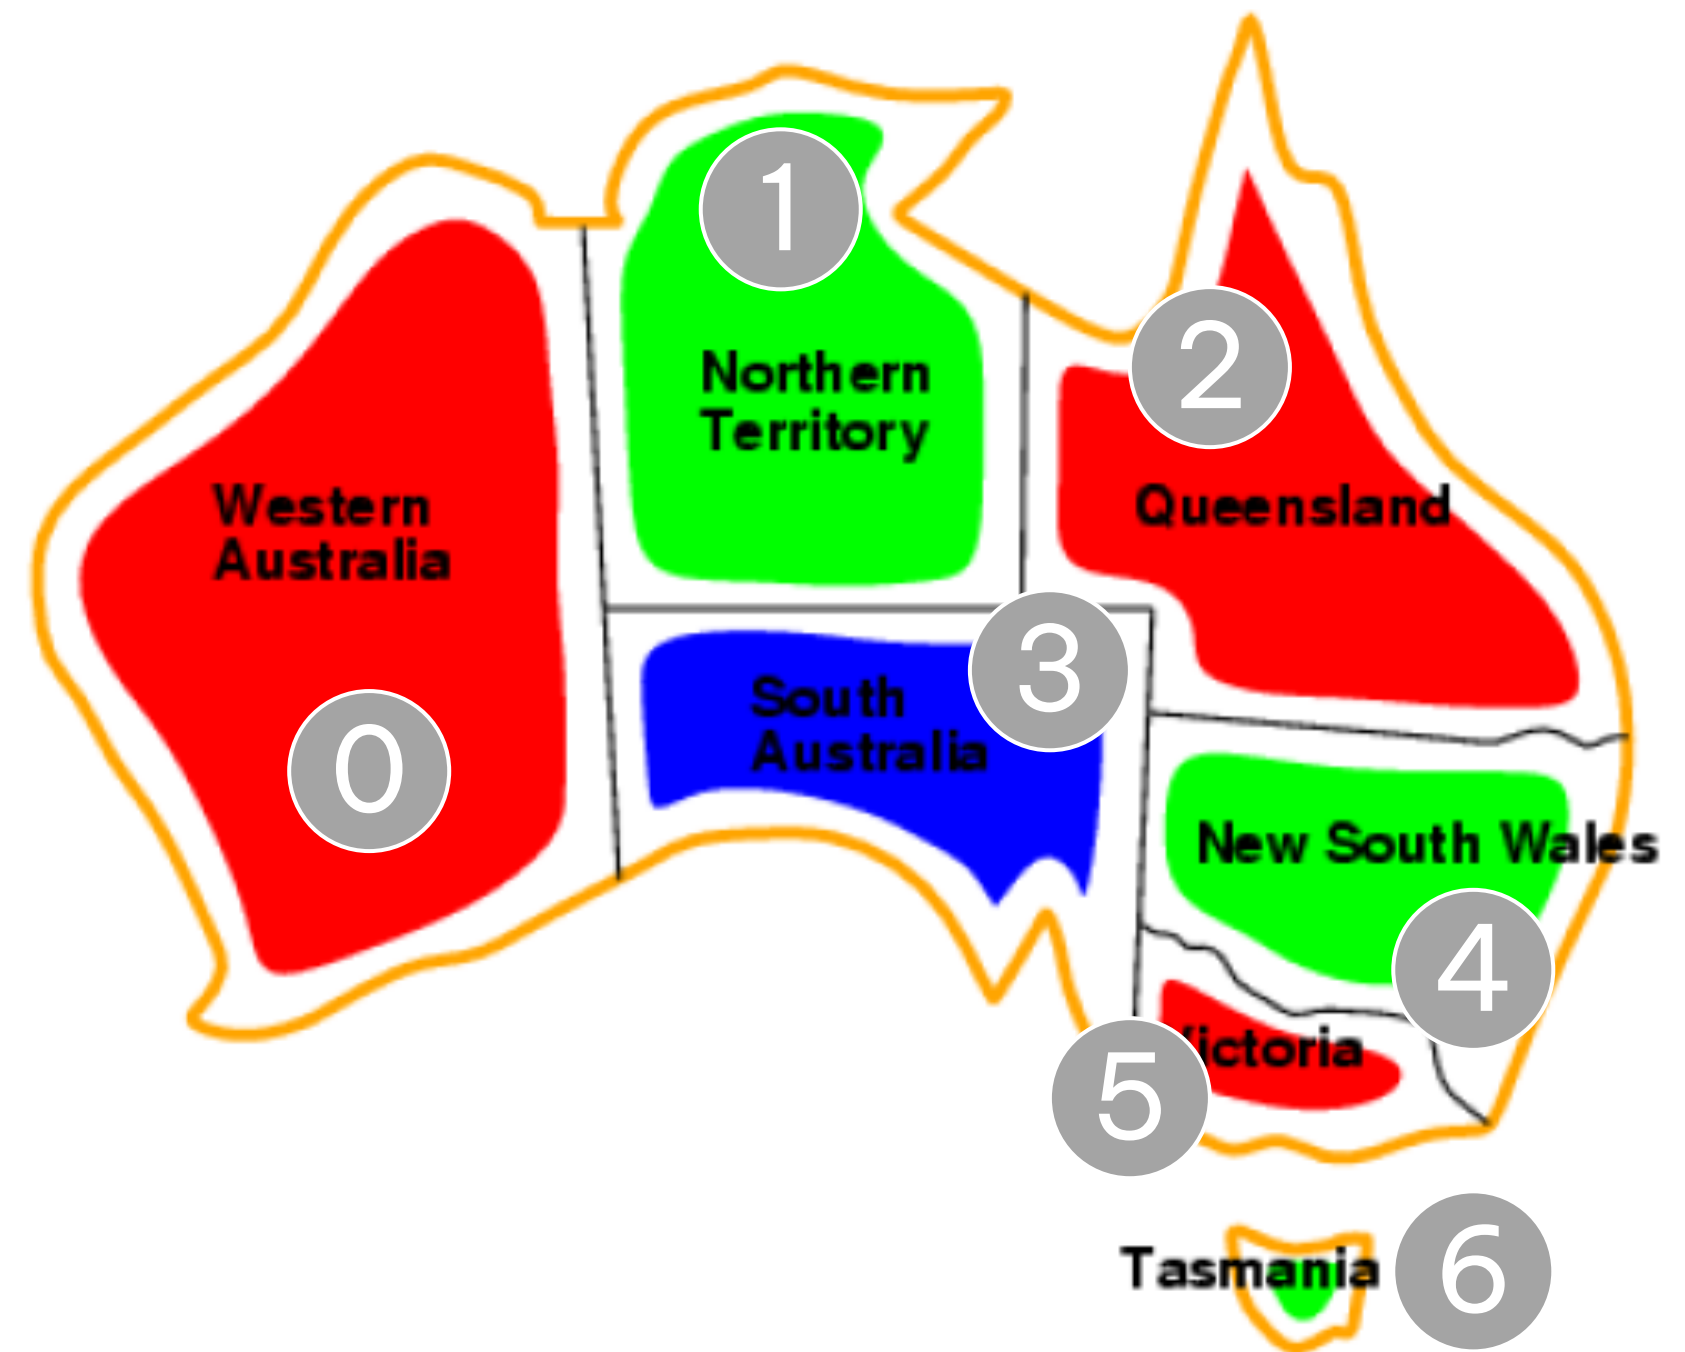 1
2
Northern
Territory
Western
Australia
Queensland
3
South
Australia
0
New South Wales
4
ictoria
5
Tasmania
6